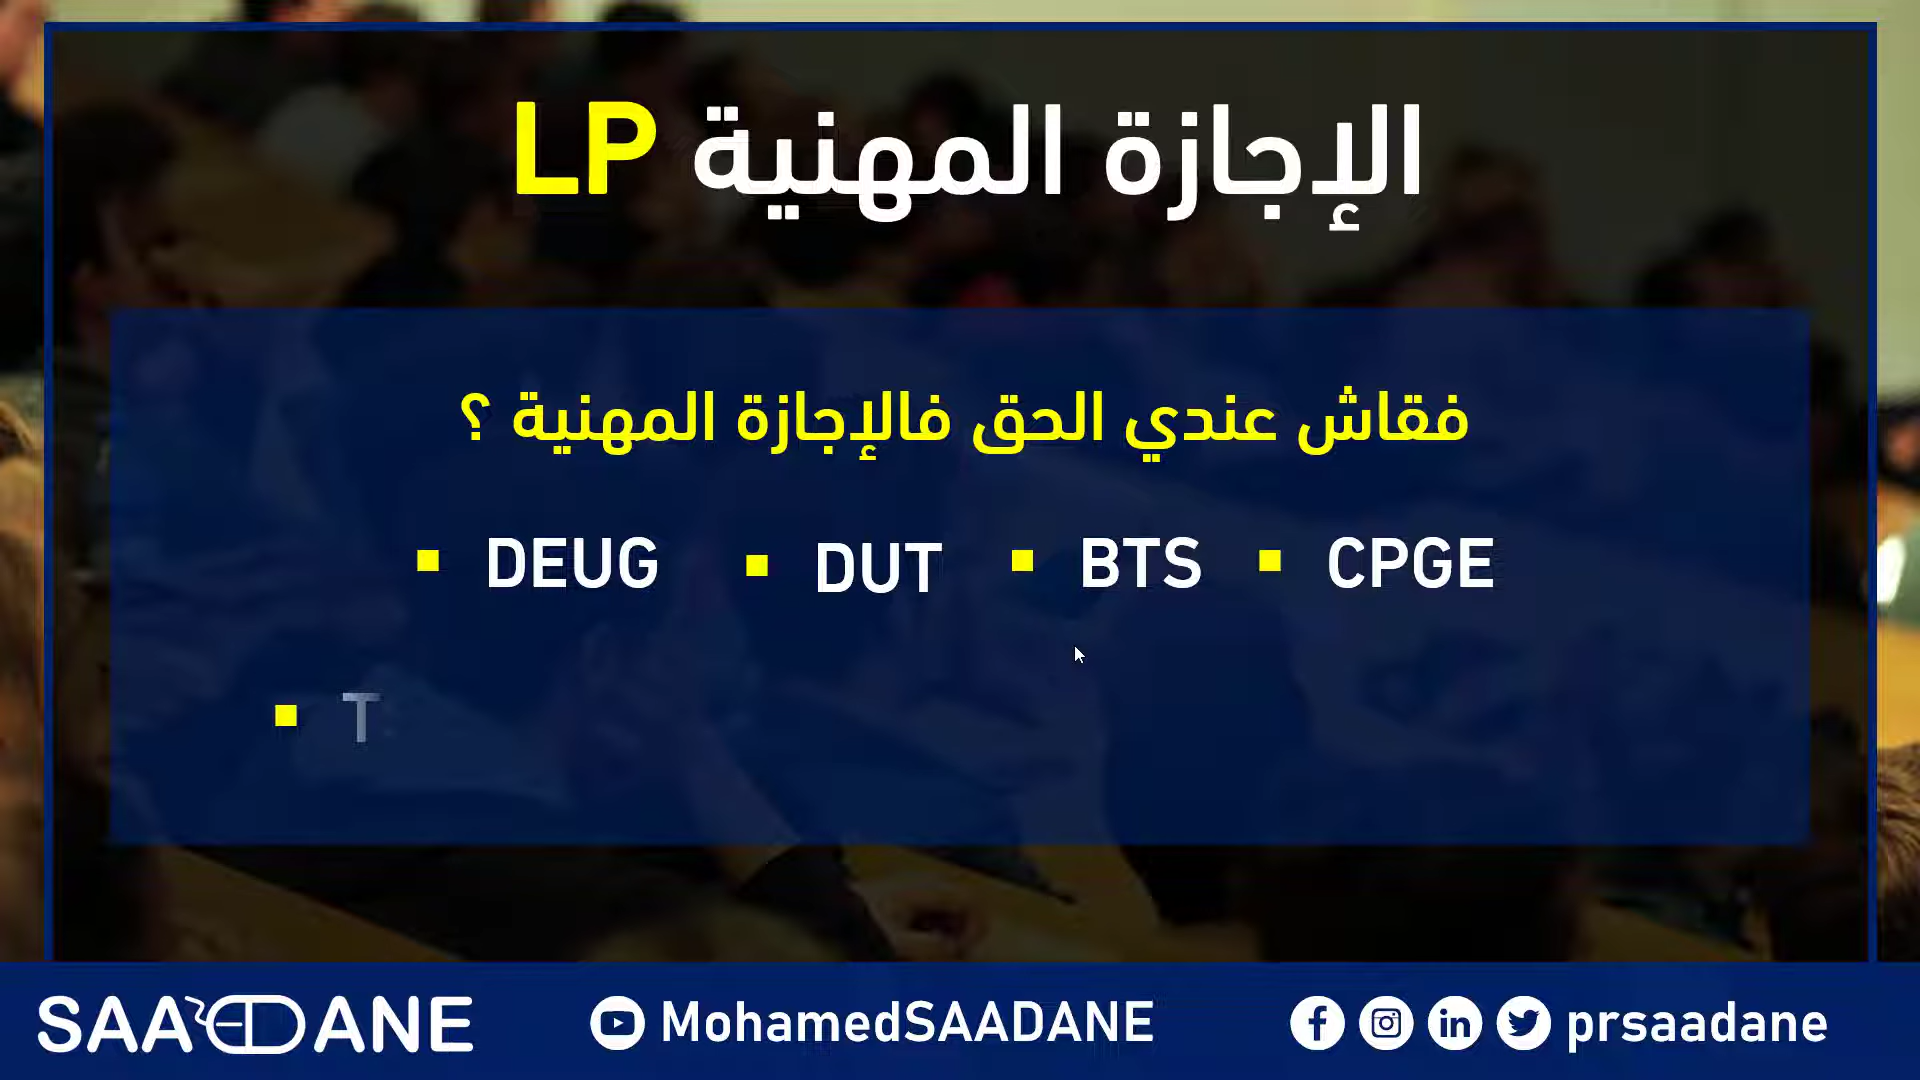 الإجازة المهنية LP
فقاش عندي الحق فالإجازة المهنية ؟
▪ DEUG ▪ DUT ▪ BTS ▪ CPGE
▪ T
SAADANE
MohamedSAADANE
prsaadane